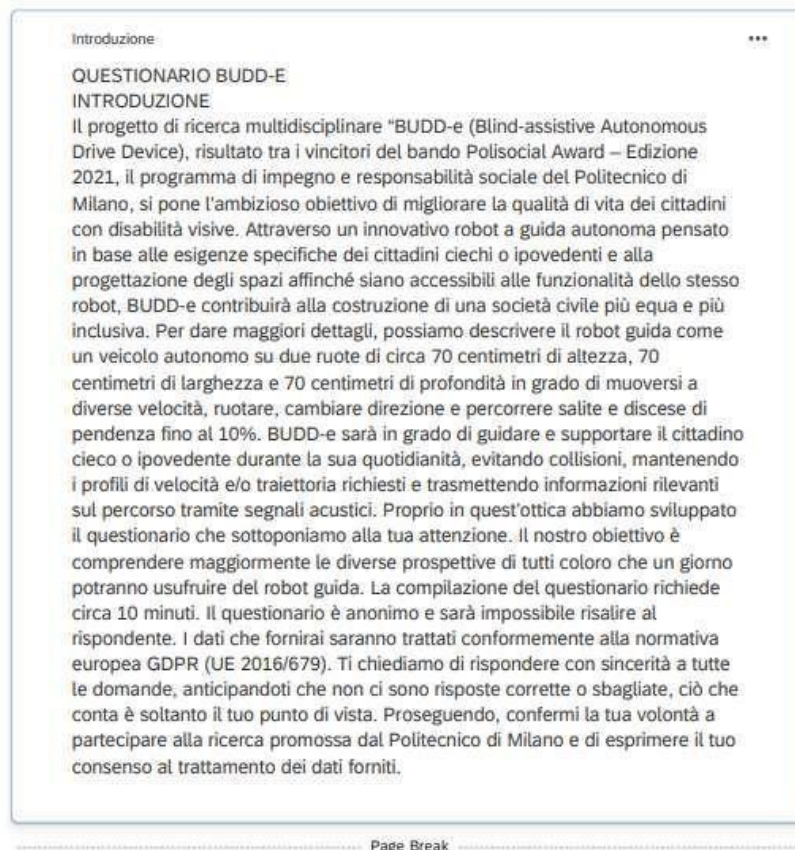 Introduzione
•••
QUESTIONARIO BUDD-E
INTRODUZIONE
Il progetto di ricerca multidisciplinare “BUDD-e (Blind-assistive Autonomous
Drive Device), risultato tra i vincitori del bando Polisocial Award – Edizione
2021, il programma di impegno e responsabilità sociale del Politecnico di
Milano, si pone l'ambizioso obiettivo di migliorare la qualità di vita dei cittadini
con disabilità visive. Attraverso un innovativo robot a guida autonoma pensato
in base alle esigenze specifiche dei cittadini ciechi o ipovedenti e alla
progettazione degli spazi affinché siano accessibili alle funzionalità dello stesso
robot, BUDD-e contribuirà alla costruzione di una società civile più equa e più
inclusiva. Per dare maggiori dettagli, possiamo descrivere il robot guida come
un veicolo autonomo su due ruote di circa 70 centimetri di altezza, 70
centimetri di larghezza e 70 centimetri di profondità in grado di muoversi a
diverse velocità, ruotare, cambiare direzione e percorrere salite e discese di
pendenza fino al 10%. BUDD-e sarà in grado di guidare e supportare il cittadino
cieco o ipovedente durante la sua quotidianità, evitando collisioni, mantenendo
i profili di velocità e/o traiettoria richiesti e trasmettendo informazioni rilevanti
sul percorso tramite segnali acustici. Proprio in quest'ottica abbiamo sviluppato
il questionario che sottoponiamo alla tua attenzione. Il nostro obiettivo è
comprendere maggiormente le diverse prospettive di tutti coloro che un giorno
potranno usufruire del robot guida. La compilazione del questionario richiede
circa 10 minuti. Il questionario è anonimo e sarà impossibile risalire al
rispondente. I dati che fornirai saranno trattati conformemente alla normativa
europea GDPR (UE 2016/679). Ti chiediamo di rispondere con sincerità a tutte
le domande, anticipandoti che non ci sono risposte corrette o sbagliate, ciò che
conta è soltanto il tuo punto di vista. Proseguendo, confermi la tua volontà a
partecipare alla ricerca promossa dal Politecnico di Milano e di esprimere il tuo
consenso al trattamento dei dati forniti.
Page Break